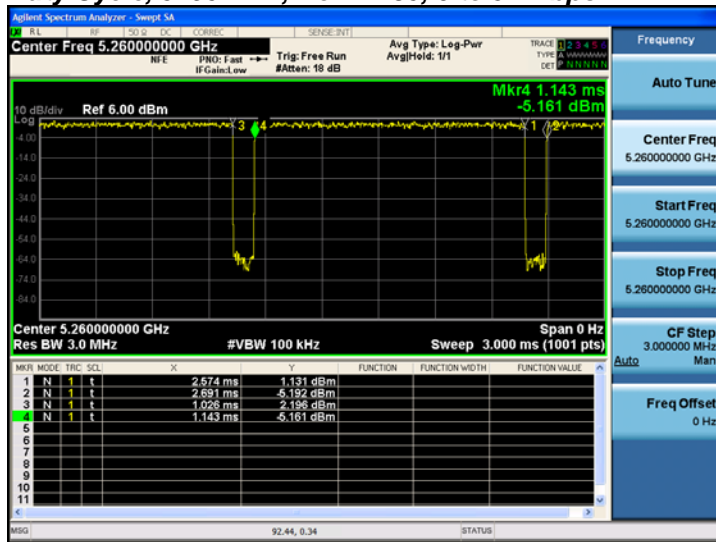 Agilent Spectrum Analyzer - Swept SA
RL RF 50 Ω DC CORREC SENSE:INT
Center Freq 5.260000000 GHz
NFE
PNO: Fast
IFGain:Low
Trig: Free Run
#Atten: 18 dB
Avg Type: Log-Pwr
Avg|Hold: 1/1
TRACE 1 2 3 4 5 6
TYPE A
DET P N N N N N
Mkr4 1.143 ms
-5.161 dBm
10 dB/div Ref 6.00 dBm
Log
3 4 1 2
-4.00
-14.0
-24.0
-34.0
-44.0
-54.0
-64.0
-74.0
-84.0
Center 5.260000000 GHz Span 0 Hz
Res BW 3.0 MHz #VBW 100 kHz Sweep 3.000 ms (1001 pts)
MKR MODE TRC SCL X Y FUNCTION FUNCTION WIDTH FUNCTION VALUE
1 N 1 t 2.574 ms 1.131 dBm
2 N 1 t 2.691 ms -5.192 dBm
3 N 1 t 1.026 ms 2.196 dBm
4 N 1 t 1.143 ms -5.161 dBm
5
6
7
8
9
10
11
MSG 92.44, 0.34 STATUS
Frequency
Auto Tune
Center Freq
5.260000000 GHz
Start Freq
5.260000000 GHz
Stop Freq
5.260000000 GHz
CF Step
3.000000 MHz
Auto Man
Freq Offset
0 Hz